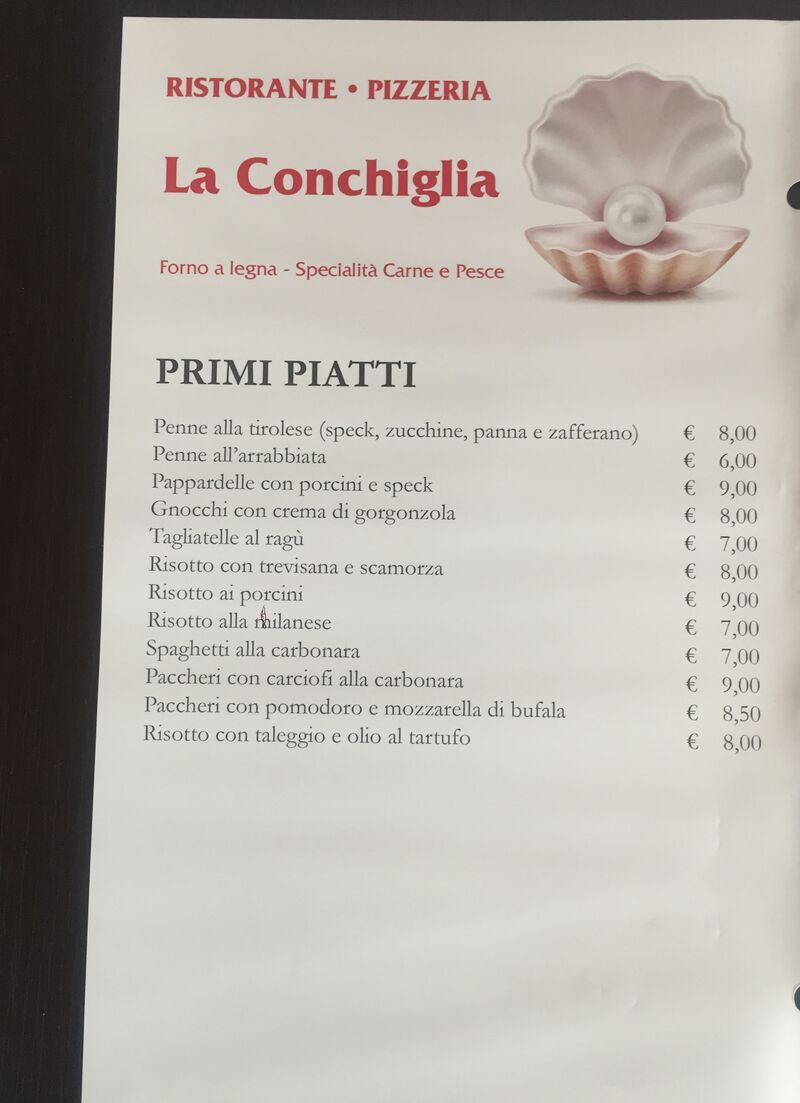 RISTORANTE • PIZZERIA
La Conchiglia
Forno a legna - Specialità Carne e Pesce
PRIMI PIATTI
Penne alla tirolese (speck, zucchine, panna e zafferano) € 8,00
Penne all'arrabbiata € 6,00
Pappardelle con porcini e speck € 9,00
Gnocchi con crema di gorgonzola € 8,00
Tagliatelle al ragù € 7,00
Risotto con trevisana e scamorza € 8,00
Risotto ai porcini € 9,00
Risotto alla milanese € 7,00
Spaghetti alla carbonara € 7,00
Paccheri con carciofi alla carbonara € 9,00
Paccheri con pomodoro e mozzarella di bufala € 8,50
Risotto con taleggio e olio al tartufo € 8,00